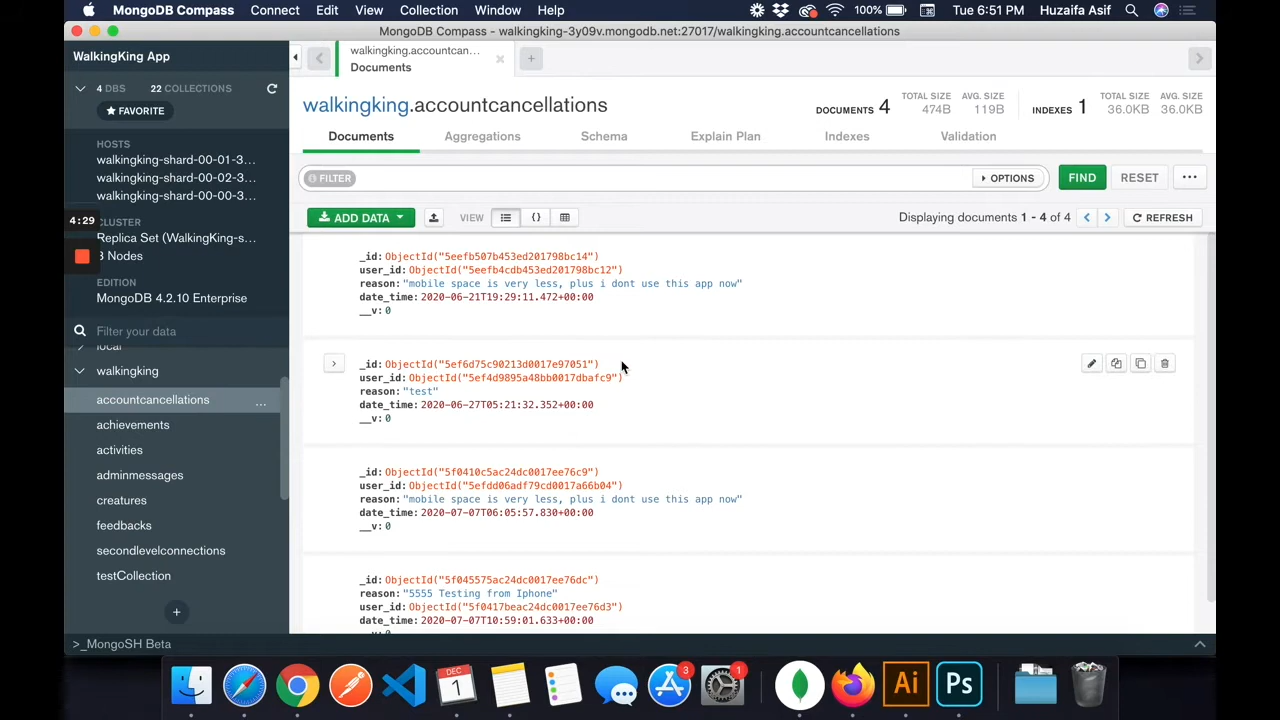 MongoDB Compass Connect Edit View Collection Window Help
100% Tue 6:51 PM Huzaifa Asif
MongoDB Compass - walkingking-3y09v.mongodb.net:27017/walkingking.accountcancellations
WalkingKing App
4 DBS 22 COLLECTIONS
★ FAVORITE
HOSTS
walkingking-shard-00-01-3...
walkingking-shard-00-02-3...
walkingking-shard-00-00-3...
4:29
CLUSTER
Replica Set (WalkingKing-s...
3 Nodes
EDITION
MongoDB 4.2.10 Enterprise
Filter your data
local
walkingking
accountcancellations ...
achievements
activities
adminmessages
creatures
feedbacks
secondlevelconnections
testCollection
+
walkingking.accountcan...
Documents
walkingking.accountcancellations
DOCUMENTS 4
TOTAL SIZE
474B
AVG. SIZE
119B
INDEXES 1
TOTAL SIZE
36.0KB
AVG. SIZE
36.0KB
Documents Aggregations Schema Explain Plan Indexes Validation
FILTER OPTIONS FIND RESET ...
ADD DATA VIEW {} Displaying documents 1 - 4 of 4 REFRESH
_id: ObjectId("5eefb507b453ed201798bc14")
user_id: ObjectId("5eefb4cdb453ed201798bc12")
reason: "mobile space is very less, plus i dont use this app now"
date_time: 2020-06-21T19:29:11.472+00:00
__v: 0
_id: ObjectId("5ef6d75c90213d0017e97051")
user_id: ObjectId("5ef4d9895a48bb0017dbafc9")
reason: "test"
date_time: 2020-06-27T05:21:32.352+00:00
__v: 0
_id: ObjectId("5f0410c5ac24dc0017ee76c9")
user_id: ObjectId("5efdd06adf79cd0017a66b04")
reason: "mobile space is very less, plus i dont use this app now"
date_time: 2020-07-07T06:05:57.830+00:00
__v: 0
_id: ObjectId("5f045575ac24dc0017ee76dc")
reason: "5555 Testing from Iphone"
user_id: ObjectId("5f0417beac24dc0017ee76d3")
date_time: 2020-07-07T10:59:01.633+00:00
__v: 0
>_MongoSH Beta
DEC
1
3
1
Ai
Ps